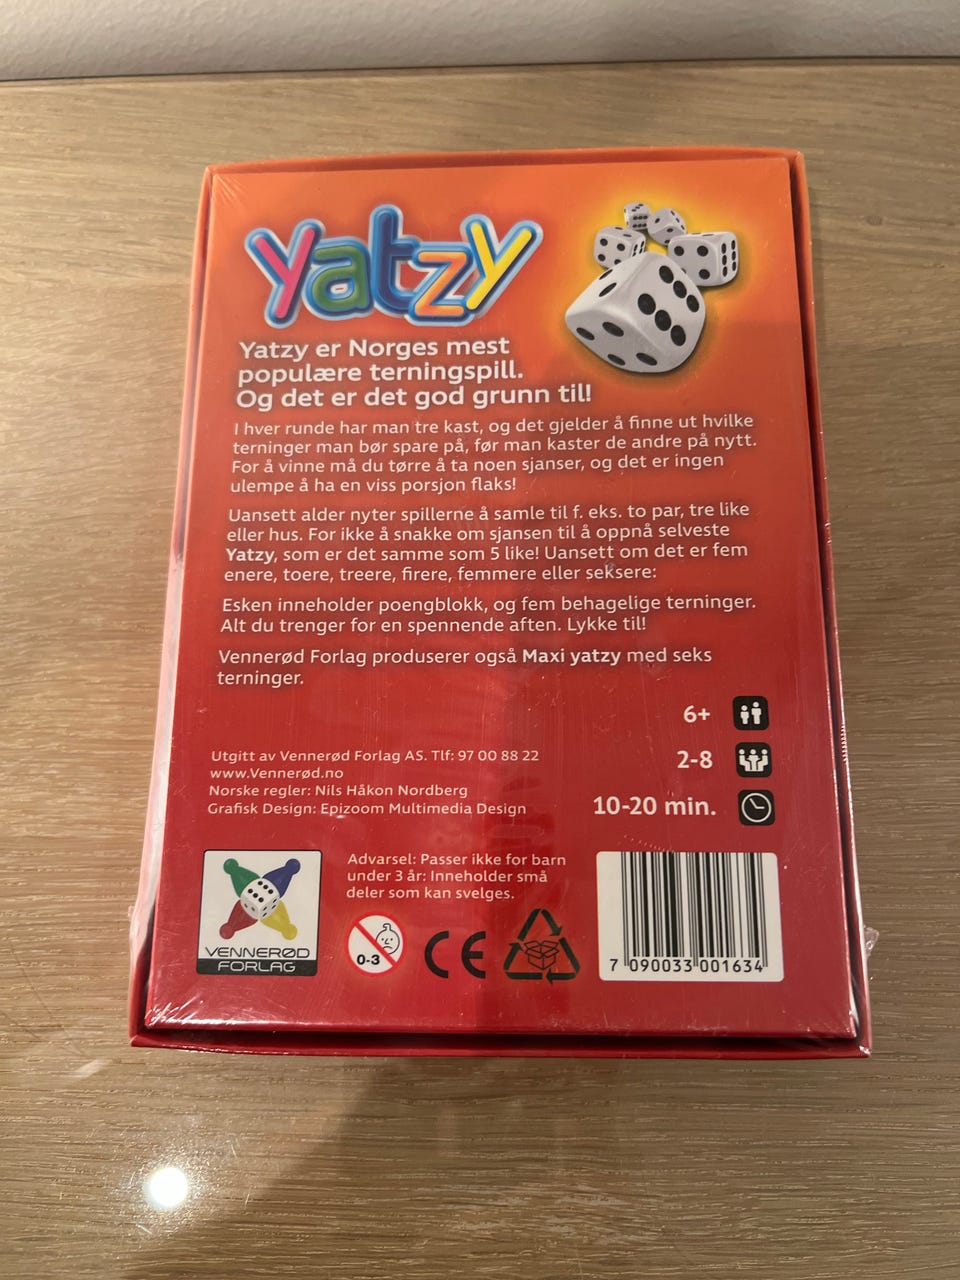 Yatzy
Yatzy er Norges mest
populære terningspill.
Og det er det god grunn til!
I hver runde har man tre kast, og det gjelder å finne ut hvilke
terninger man bør spare på, før man kaster de andre på nytt.
For å vinne må du tørre å ta noen sjanser, og det er ingen
ulempe å ha en viss porsjon flaks!
Uansett alder nyter spillerne å samle til f. eks. to par, tre like
eller hus. For ikke å snakke om sjansen til å oppnå selveste
Yatzy, som er det samme som 5 like! Uansett om det er fem
enere, toere, treere, firere, femmere eller seksere:
Esken inneholder poengblokk, og fem behagelige terninger.
Alt du trenger for en spennende aften. Lykke til!
Vennerød Forlag produserer også Maxi yatzy med seks
terninger.
6+
2-8
10-20 min.
Utgitt av Vennerød Forlag AS. Tlf: 97 00 88 22
www.Vennerød.no
Norske regler: Nils Håkon Nordberg
Grafisk Design: Epizoom Multimedia Design
VENNERØD
FORLAG
Advarsel: Passer ikke for barn
under 3 år: Inneholder små
deler som kan svelges.
0-3
CE
7 090033 001634